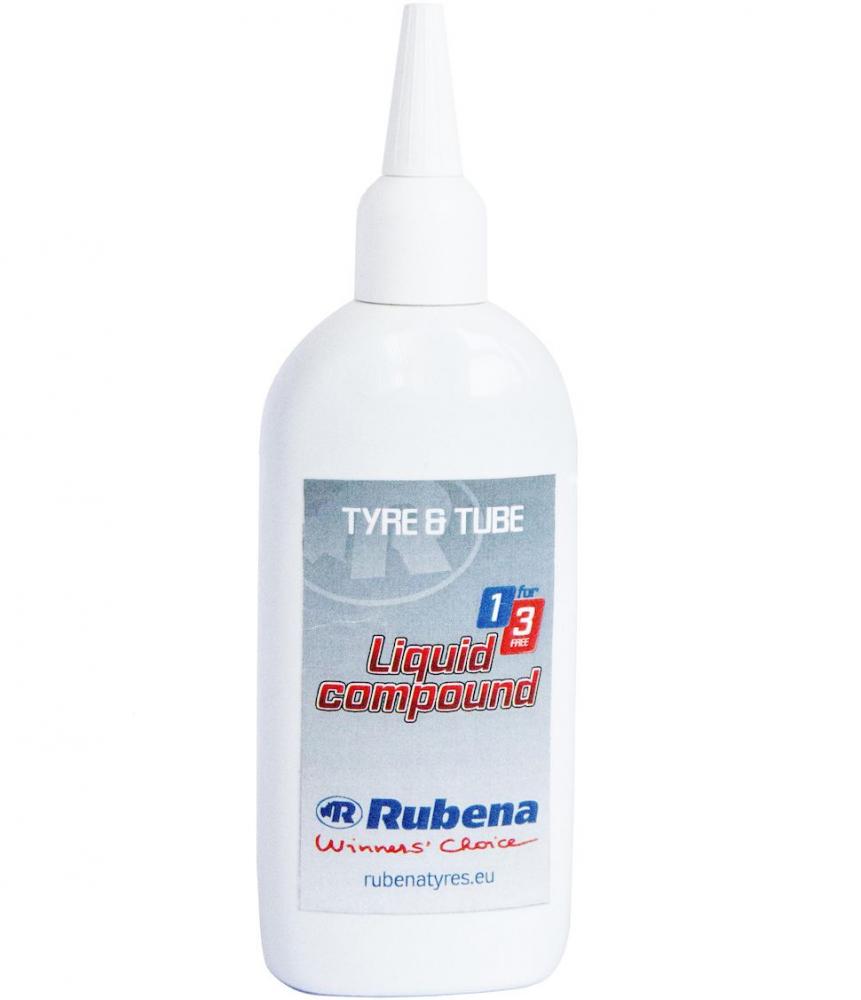 TYRE & TUBE
1 for 3 FREE
Liquid
compound
R Rubena
Winners' Choice
rubenatyres.eu